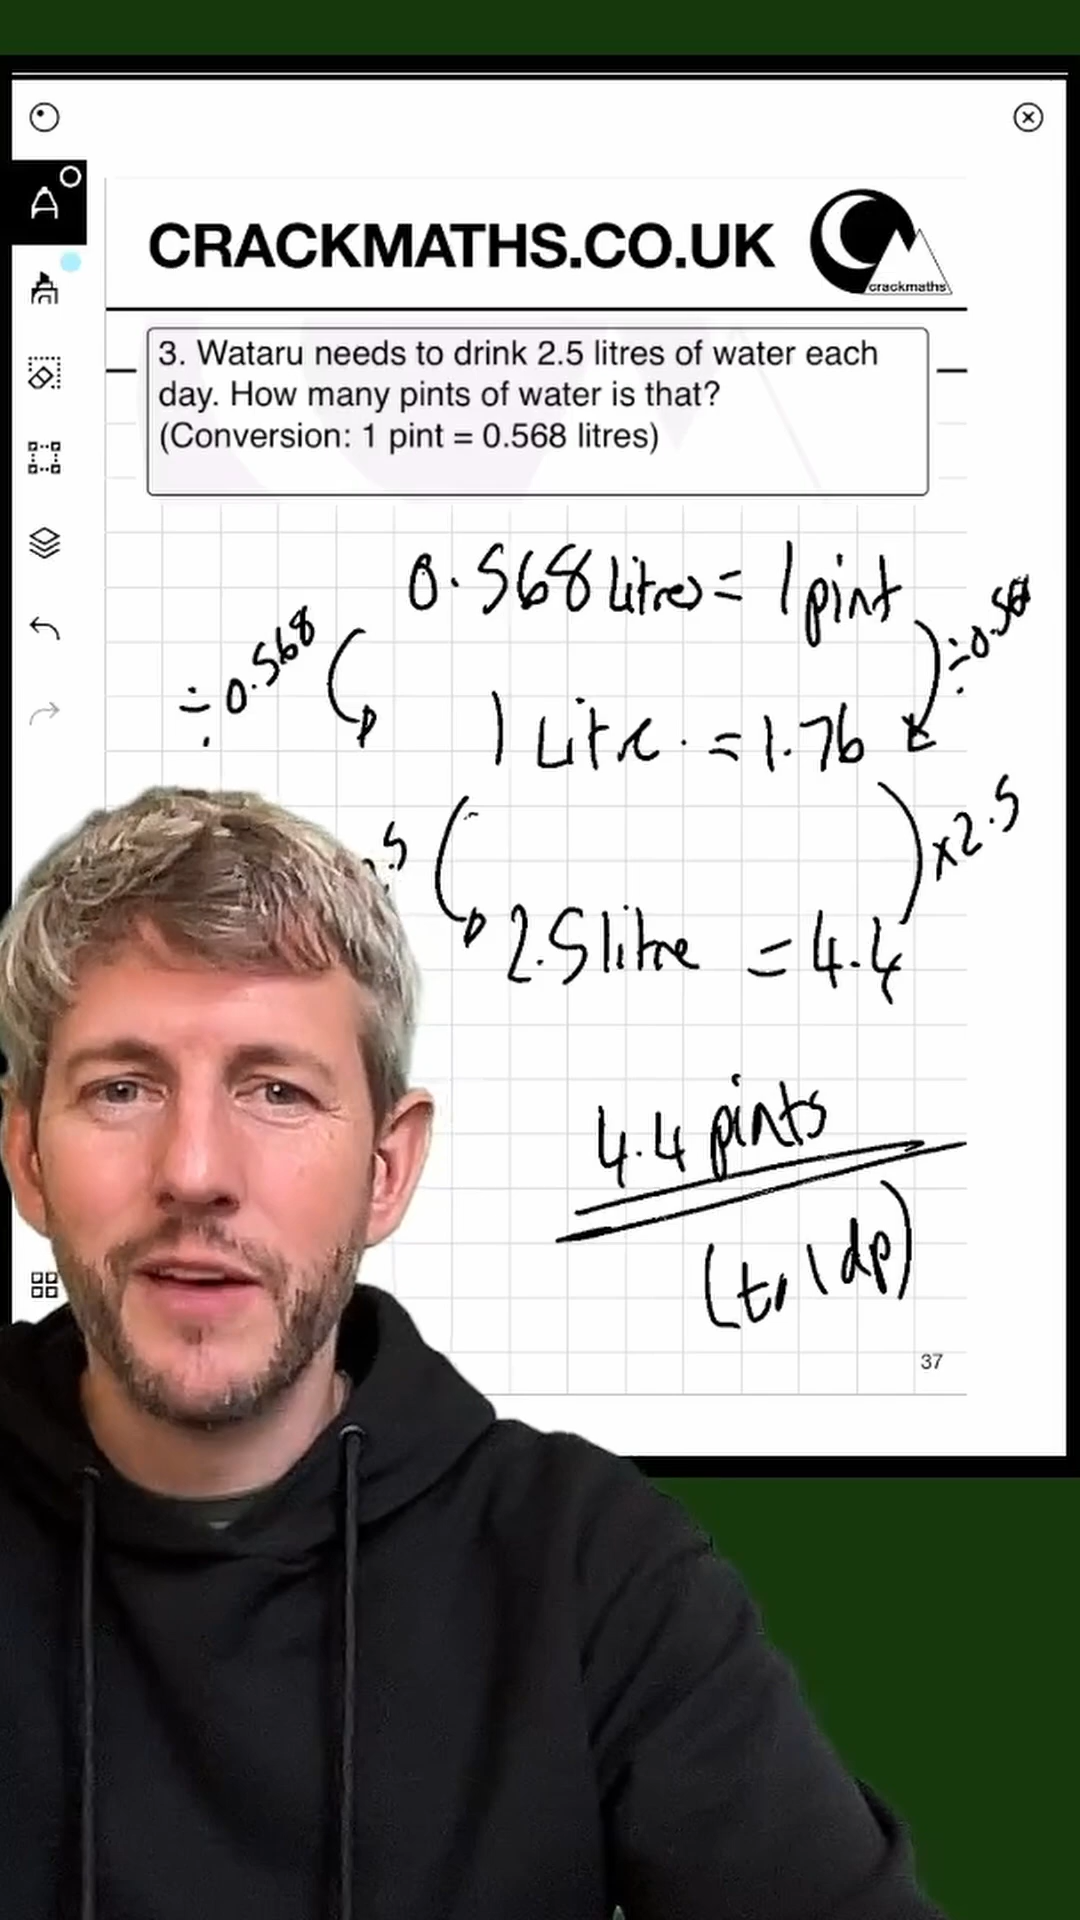 CRACKMATHS.CO.UK
crackmaths
3. Wataru needs to drink 2.5 litres of water each
day. How many pints of water is that?
(Conversion: 1 pint = 0.568 litres)
0.568 litres = 1 pint
÷ 0.568
÷ 0.568
1 Litre = 1.76
.5
×2.5
2.5 litre = 4.4
4.4 pints
(to 1dp)
37